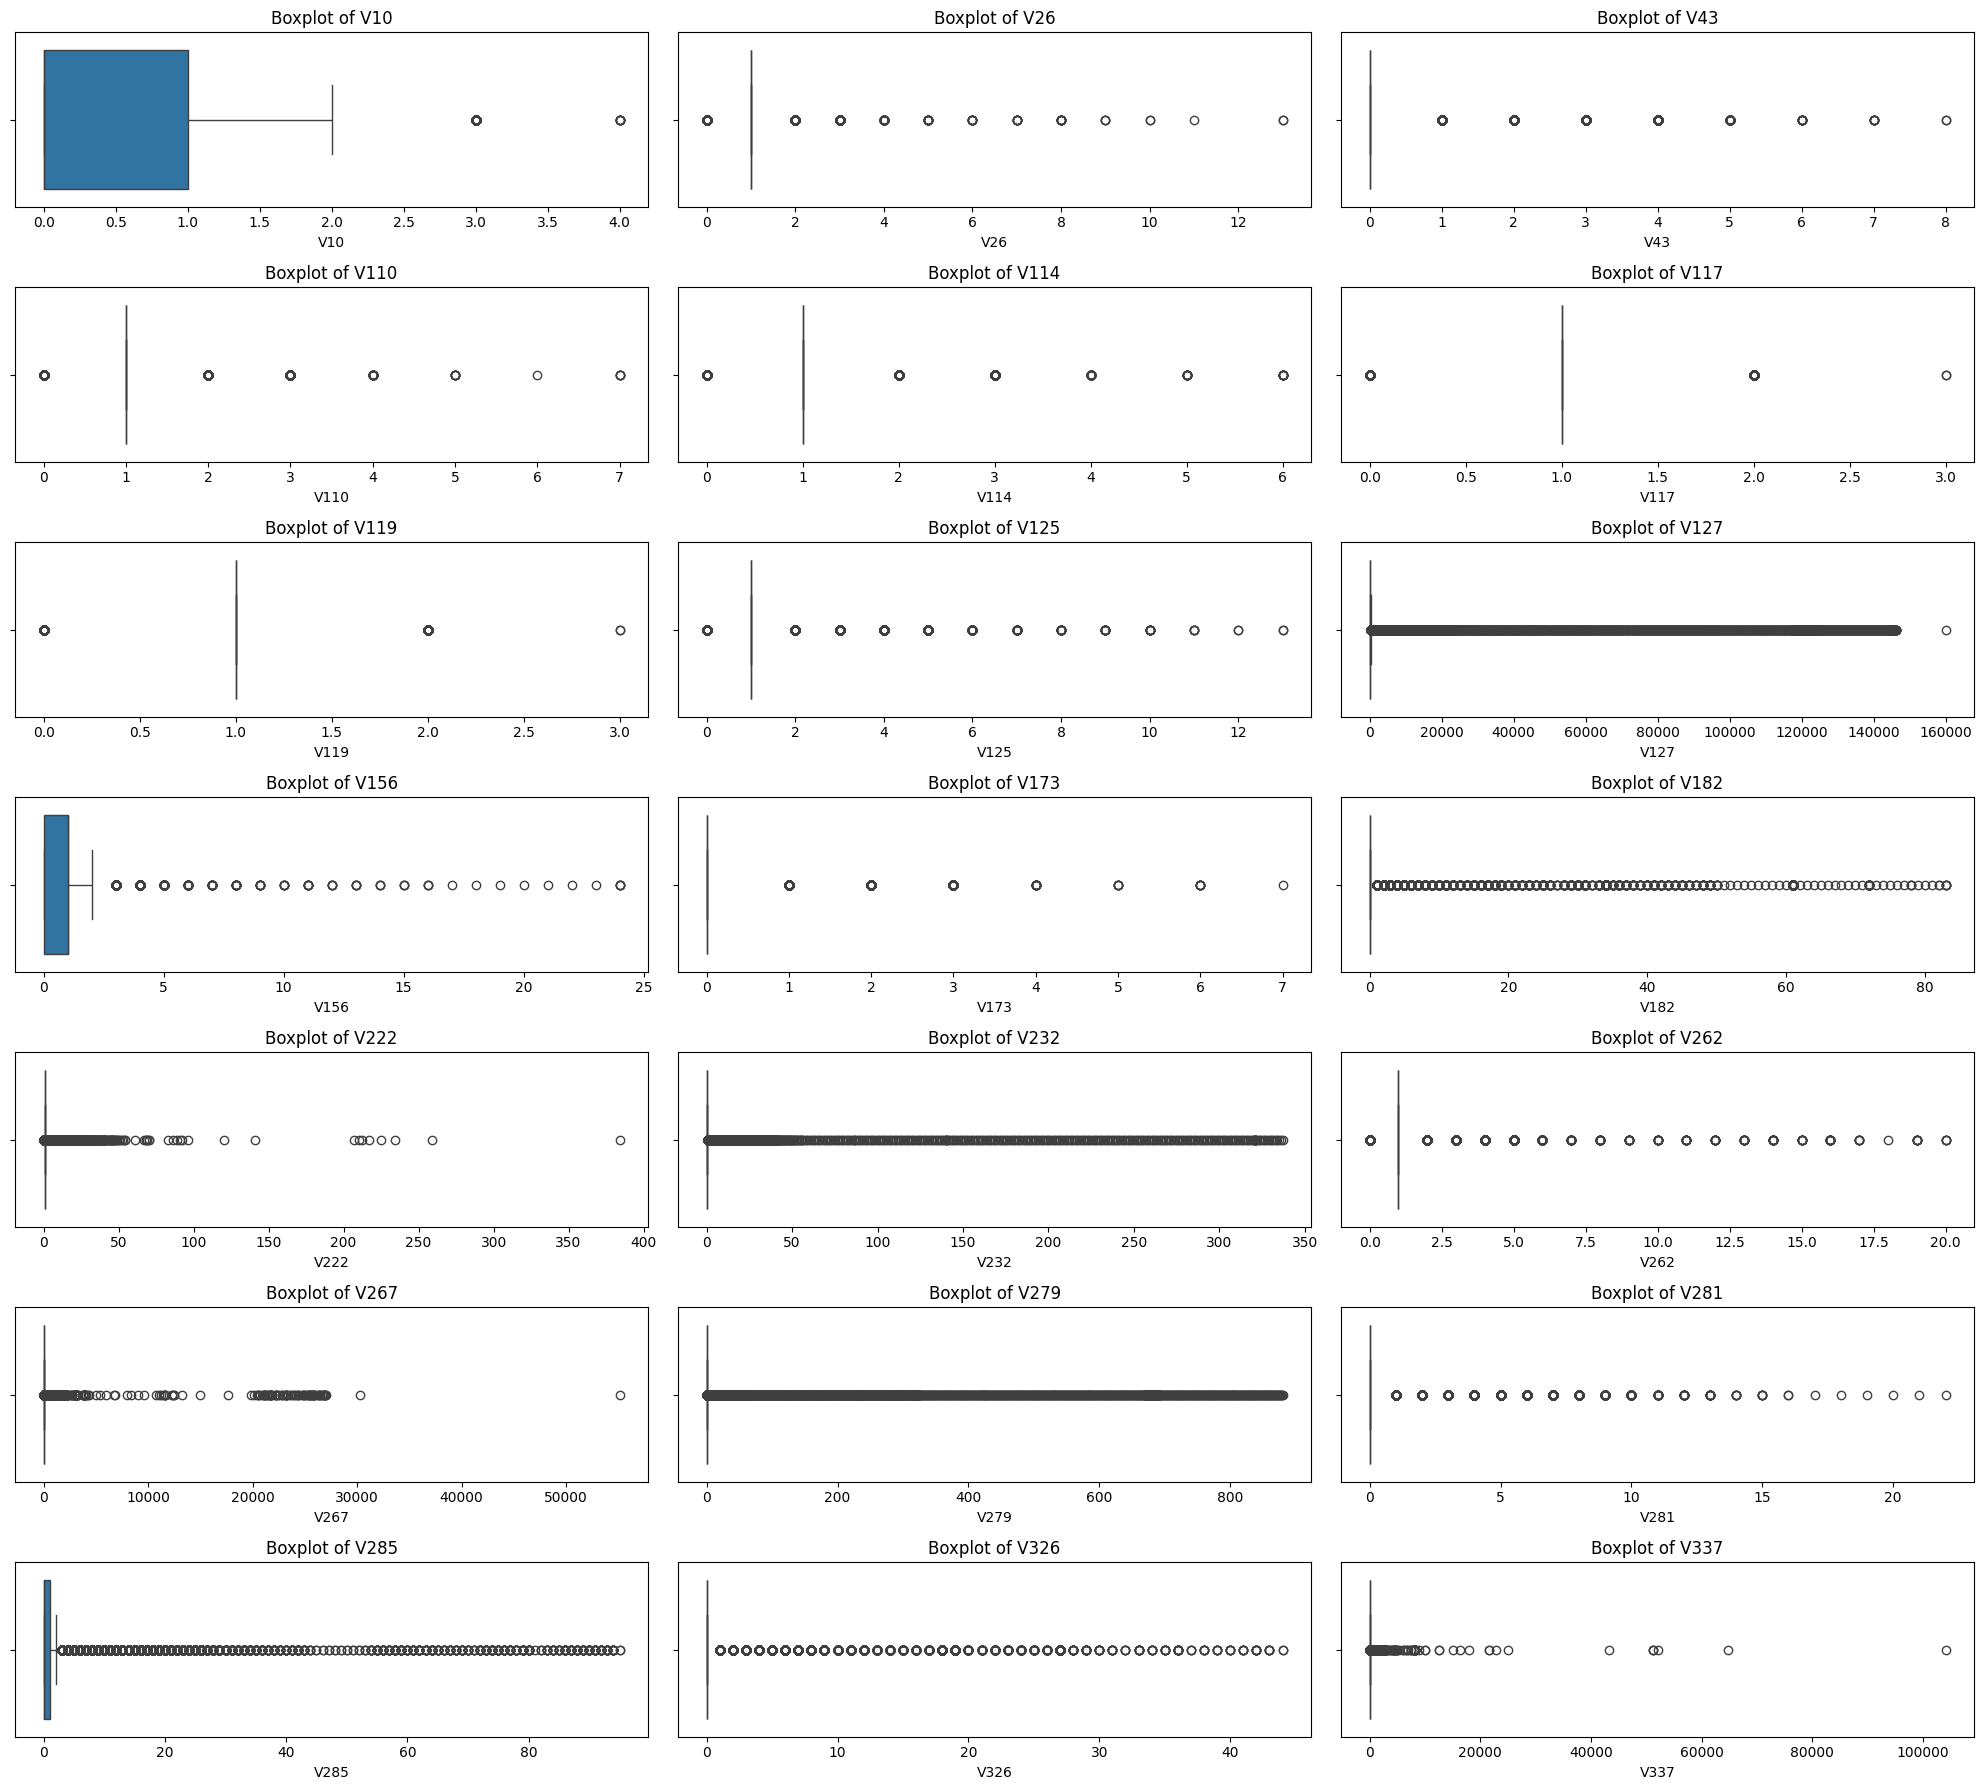 Boxplot of V10 Boxplot of V26 Boxplot of V43
0.0 0.5 1.0 1.5 2.0 2.5 3.0 3.5 4.0 0 2 4 6 8 10 12 0 1 2 3 4 5 6 7 8
V10 V26 V43
Boxplot of V110 Boxplot of V114 Boxplot of V117
0 1 2 3 4 5 6 7 0 1 2 3 4 5 6 0.0 0.5 1.0 1.5 2.0 2.5 3.0
V110 V114 V117
Boxplot of V119 Boxplot of V125 Boxplot of V127
0.0 0.5 1.0 1.5 2.0 2.5 3.0 0 2 4 6 8 10 12 0 20000 40000 60000 80000 100000 120000 140000 160000
V119 V125 V127
Boxplot of V156 Boxplot of V173 Boxplot of V182
0 5 10 15 20 25 0 1 2 3 4 5 6 7 0 20 40 60 80
V156 V173 V182
Boxplot of V222 Boxplot of V232 Boxplot of V262
0 50 100 150 200 250 300 350 400 0 50 100 150 200 250 300 350 0.0 2.5 5.0 7.5 10.0 12.5 15.0 17.5 20.0
V222 V232 V262
Boxplot of V267 Boxplot of V279 Boxplot of V281
0 10000 20000 30000 40000 50000 0 200 400 600 800 0 5 10 15 20
V267 V279 V281
Boxplot of V285 Boxplot of V326 Boxplot of V337
0 20 40 60 80 0 10 20 30 40 0 20000 40000 60000 80000 100000
V285 V326 V337